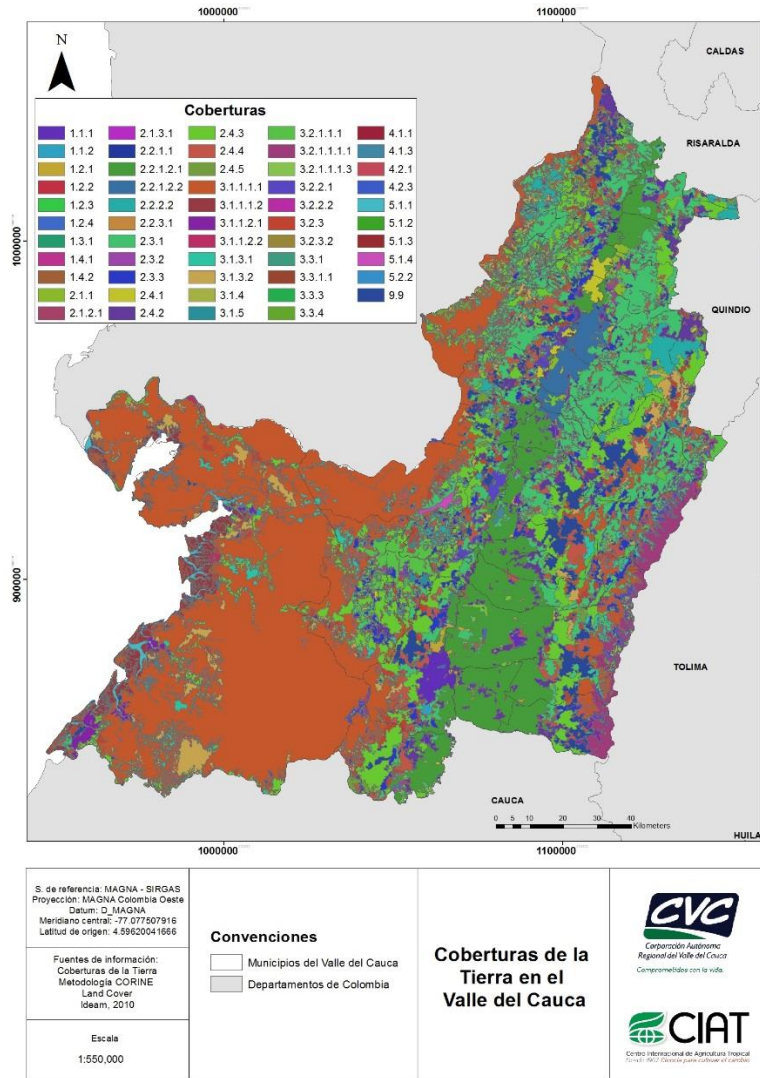 1000000 1100000
N
CALDAS
RISARALDA
QUINDIO
TOLIMA
CAUCA
HUILA
Coberturas
1.1.1 2.1.3.1 2.4.3 3.2.1.1.1 4.1.1
1.1.2 2.2.1.1 2.4.4 3.2.1.1.1.1 4.1.3
1.2.1 2.2.1.2.1 2.4.5 3.2.1.1.1.3 4.2.1
1.2.2 2.2.1.2.2 3.1.1.1.1 3.2.2.1 4.2.3
1.2.3 2.2.2.2 3.1.1.1.2 3.2.2.2 5.1.1
1.2.4 2.2.3.1 3.1.1.2.1 3.2.3 5.1.2
1.3.1 2.3.1 3.1.1.2.2 3.2.3.2 5.1.3
1.4.1 2.3.2 3.1.3.1 3.3.1 5.1.4
1.4.2 2.3.3 3.1.3.2 3.3.1.1 5.2.2
2.1.1 2.4.1 3.1.4 3.3.3 9.9
2.1.2.1 2.4.2 3.1.5 3.3.4
1000000
900000
0 5 10 20 30 40
Kilometers
1000000 1100000
S. de referencia: MAGNA - SIRGAS
Proyección: MAGNA Colombia Oeste
Datum: D_MAGNA
Meridiano central: -77.077507916
Latitud de origen: 4.59620041666
Fuentes de información:
Coberturas de la Tierra
Metodología CORINE
Land Cover
Ideam, 2010
Escala
1:550,000
Convenciones
Municipios del Valle del Cauca
Departamentos de Colombia
Coberturas de la
Tierra en el
Valle del Cauca
CVC
Corporación Autónoma
Regional del Valle del Cauca
Comprometidos con la vida
CIAT
Centro Internacional de Agricultura Tropical
Desde 1967 Ciencia para cultivar el cambio